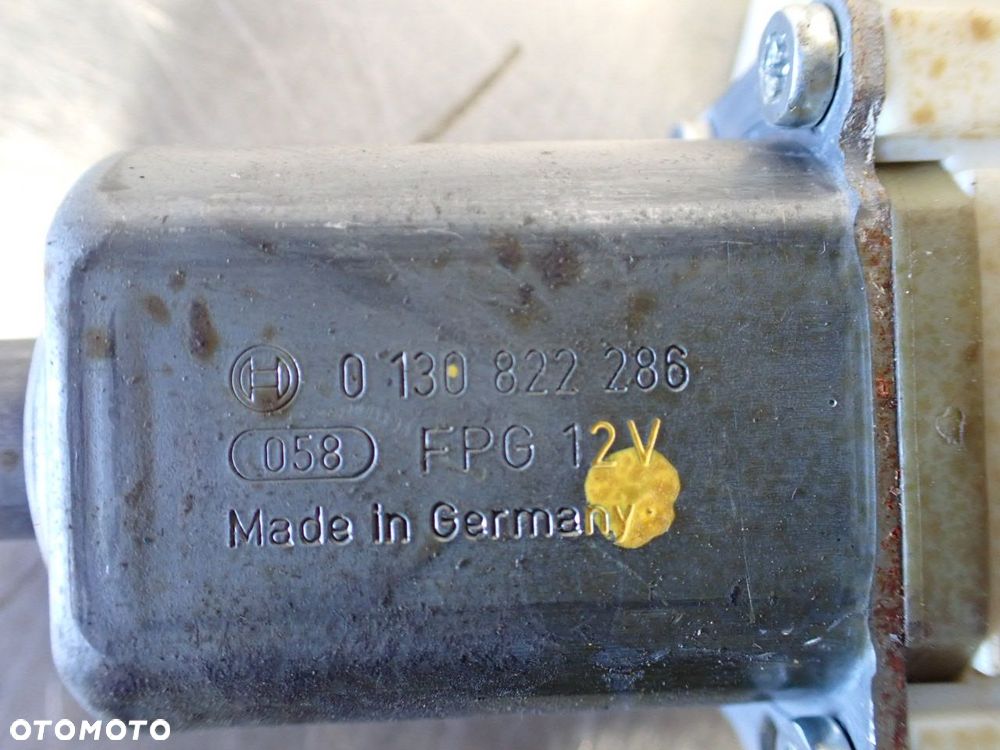 0 130 822 286
058 FPG 12V
Made in Germany
OTOMOTO